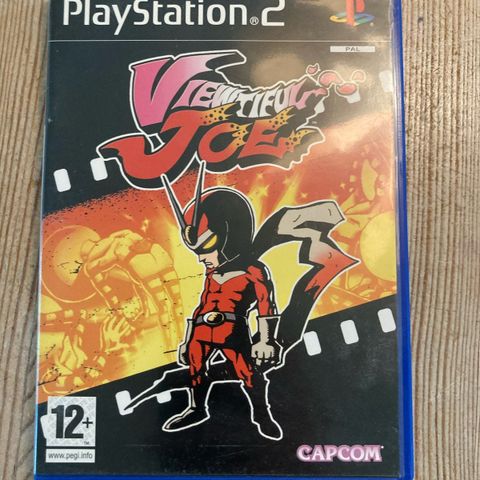 PlayStation®2
PAL
VIEWTIFUL
JOE
12+
www.pegi.info
CAPCOM